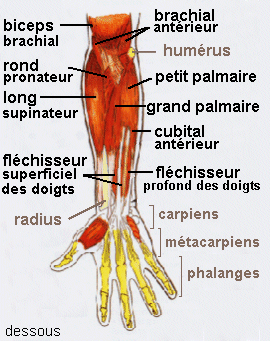 biceps
brachial
brachial
antérieur
humérus
rond
pronateur
petit palmaire
long
supinateur
grand palmaire
cubital
antérieur
fléchisseur
superficiel
des doigts
fléchisseur
profond des doigts
radius
carpiens
métacarpiens
phalanges
dessous